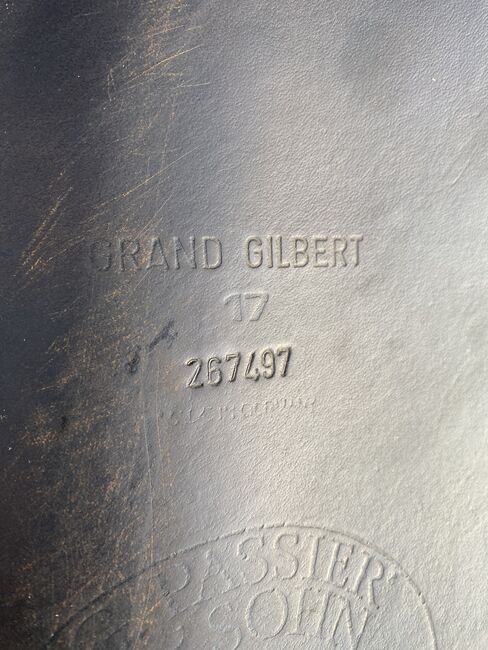 GRAND GILBERT
17
267497
PASSIER
SOHN